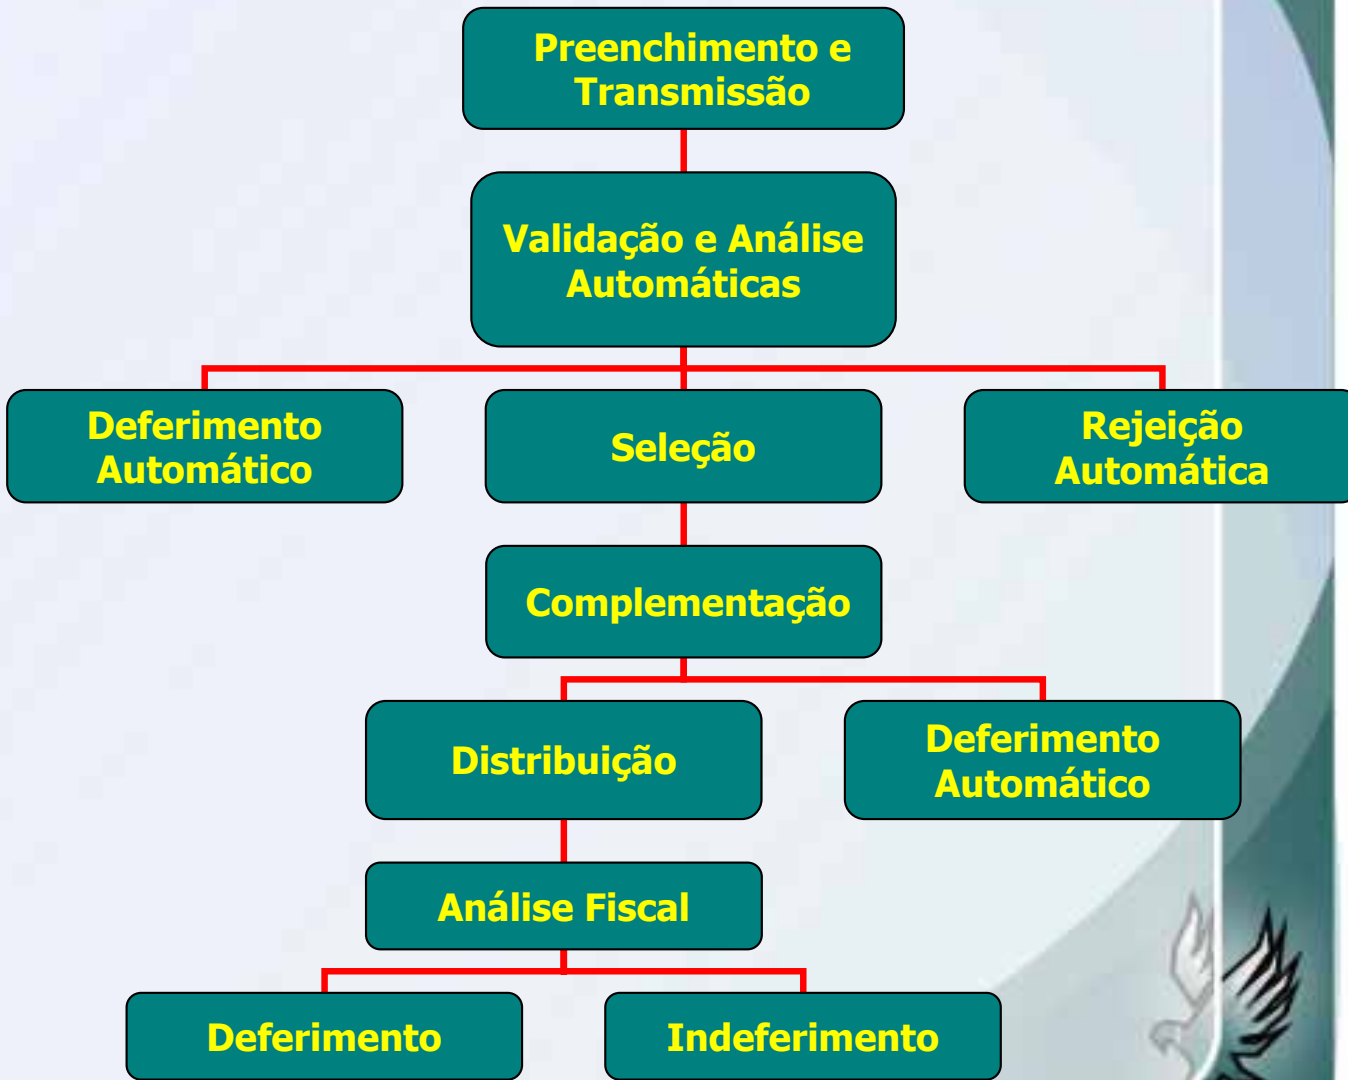 Preenchimento e
Transmissão
Validação e Análise
Automáticas
Deferimento
Automático
Seleção
Rejeição
Automática
Complementação
Distribuição
Deferimento
Automático
Análise Fiscal
Deferimento
Indeferimento